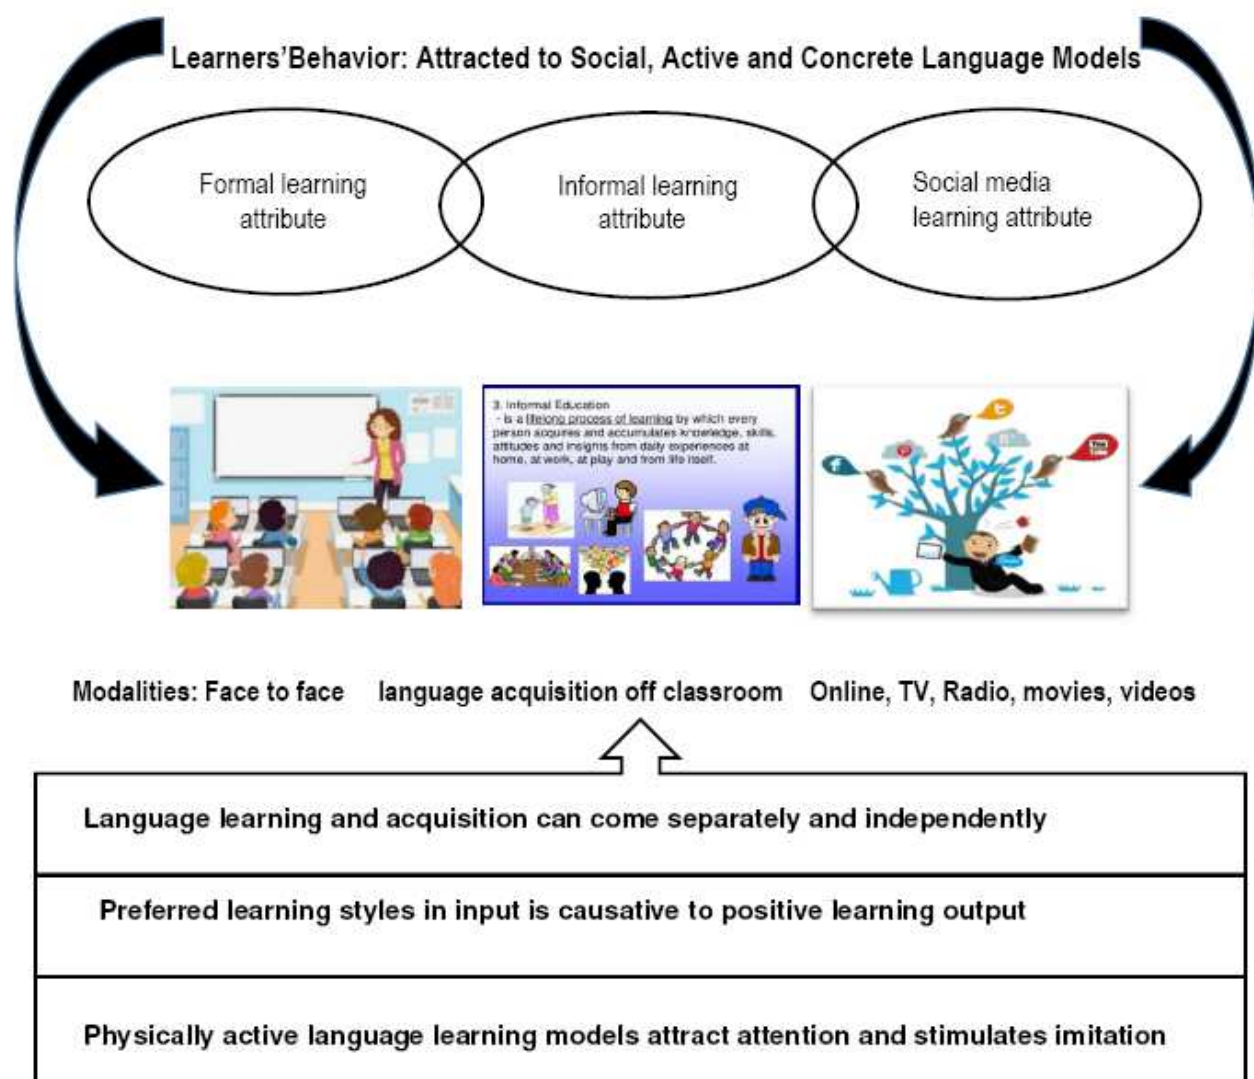 Learners'Behavior: Attracted to Social, Active and Concrete Language Models
Formal learning
attribute
Informal learning
attribute
Social media
learning attribute
3. Informal Education
- is a lifelong process of learning by which every
person acquires and accumulates knowledge, skills,
attitudes and insights from daily experiences at
home, at work, at play and from life itself.
You
Modalities: Face to face language acquisition off classroom Online, TV, Radio, movies, videos
Language learning and acquisition can come separately and independently
Preferred learning styles in input is causative to positive learning output
Physically active language learning models attract attention and stimulates imitation